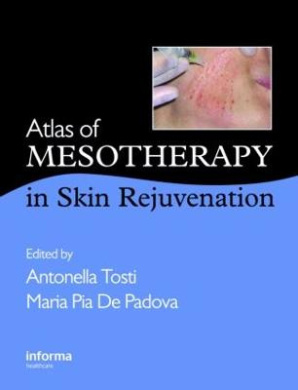 Atlas of
MESOTHERAPY
in Skin Rejuvenation
Edited by
Antonella Tosti
Maria Pia De Padova
informa
healthcare